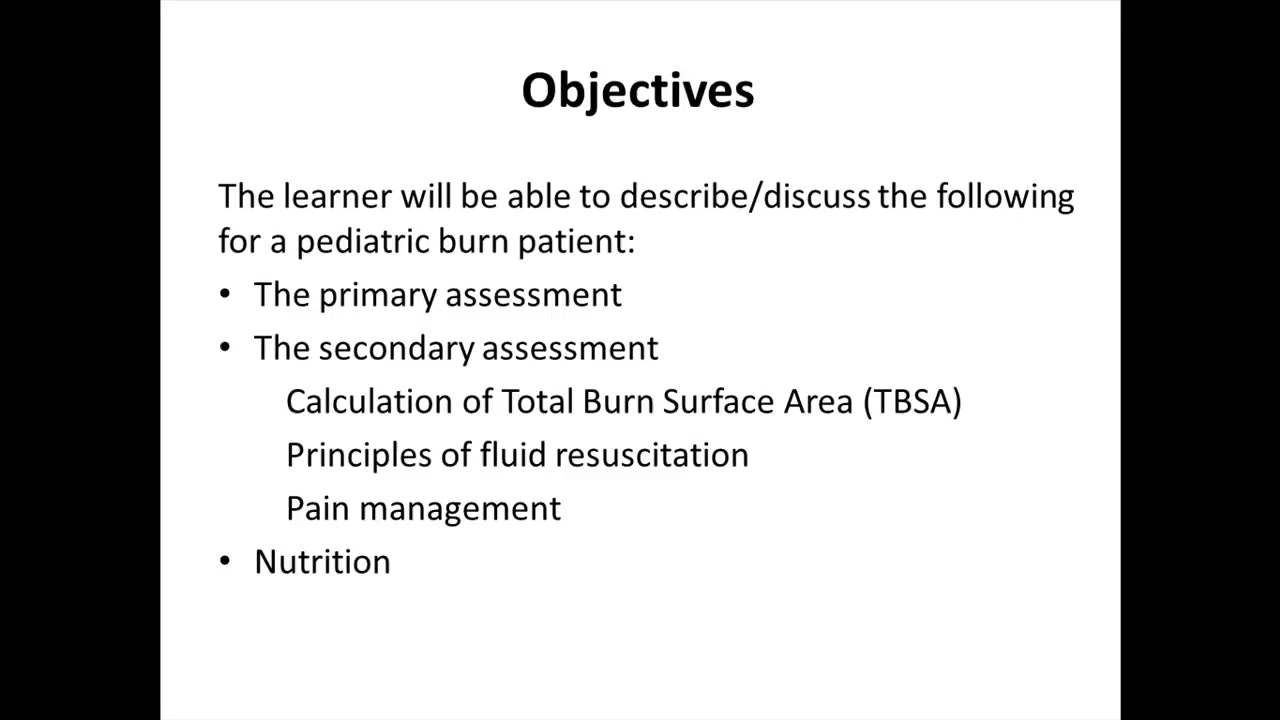 Objectives
The learner will be able to describe/discuss the following
for a pediatric burn patient:
• The primary assessment
• The secondary assessment
Calculation of Total Burn Surface Area (TBSA)
Principles of fluid resuscitation
Pain management
• Nutrition